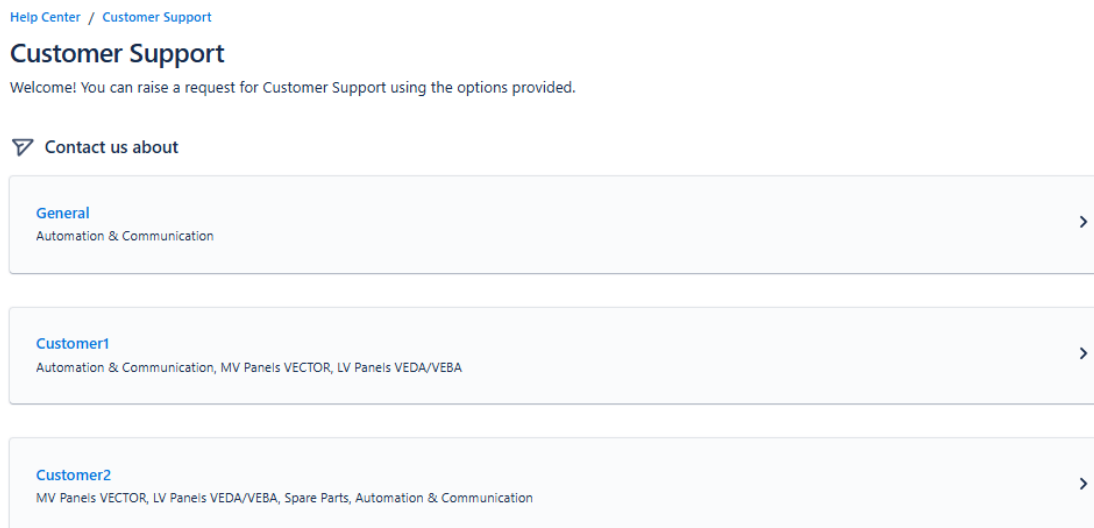 Help Center / Customer Support
Customer Support
Welcome! You can raise a request for Customer Support using the options provided.
Contact us about
General
Automation & Communication
Customer1
Automation & Communication, MV Panels VECTOR, LV Panels VEDA/VEBA
Customer2
MV Panels VECTOR, LV Panels VEDA/VEBA, Spare Parts, Automation & Communication